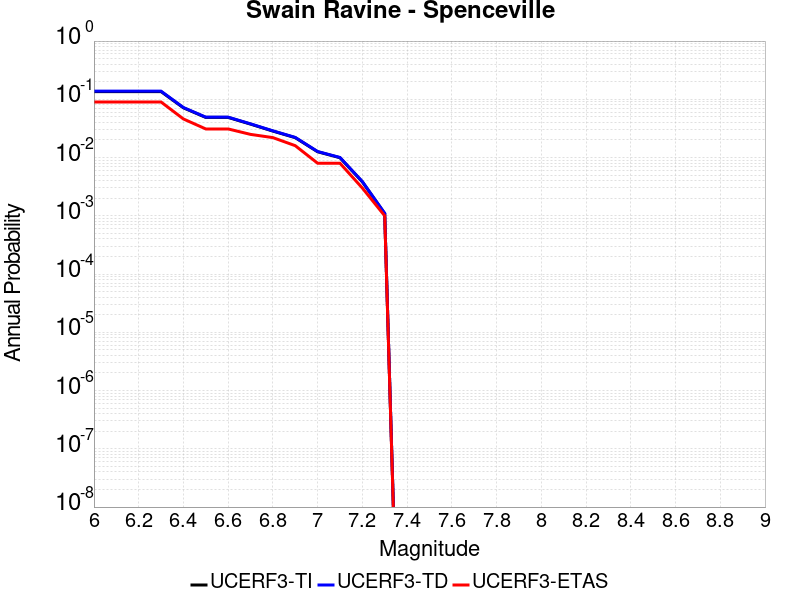 Swain Ravine - Spenceville
Annual Probability
10^0
10^-1
10^-2
10^-3
10^-4
10^-5
10^-6
10^-7
10^-8
6 6.2 6.4 6.6 6.8 7 7.2 7.4 7.6 7.8 8 8.2 8.4 8.6 8.8 9
Magnitude
UCERF3-TI UCERF3-TD UCERF3-ETAS